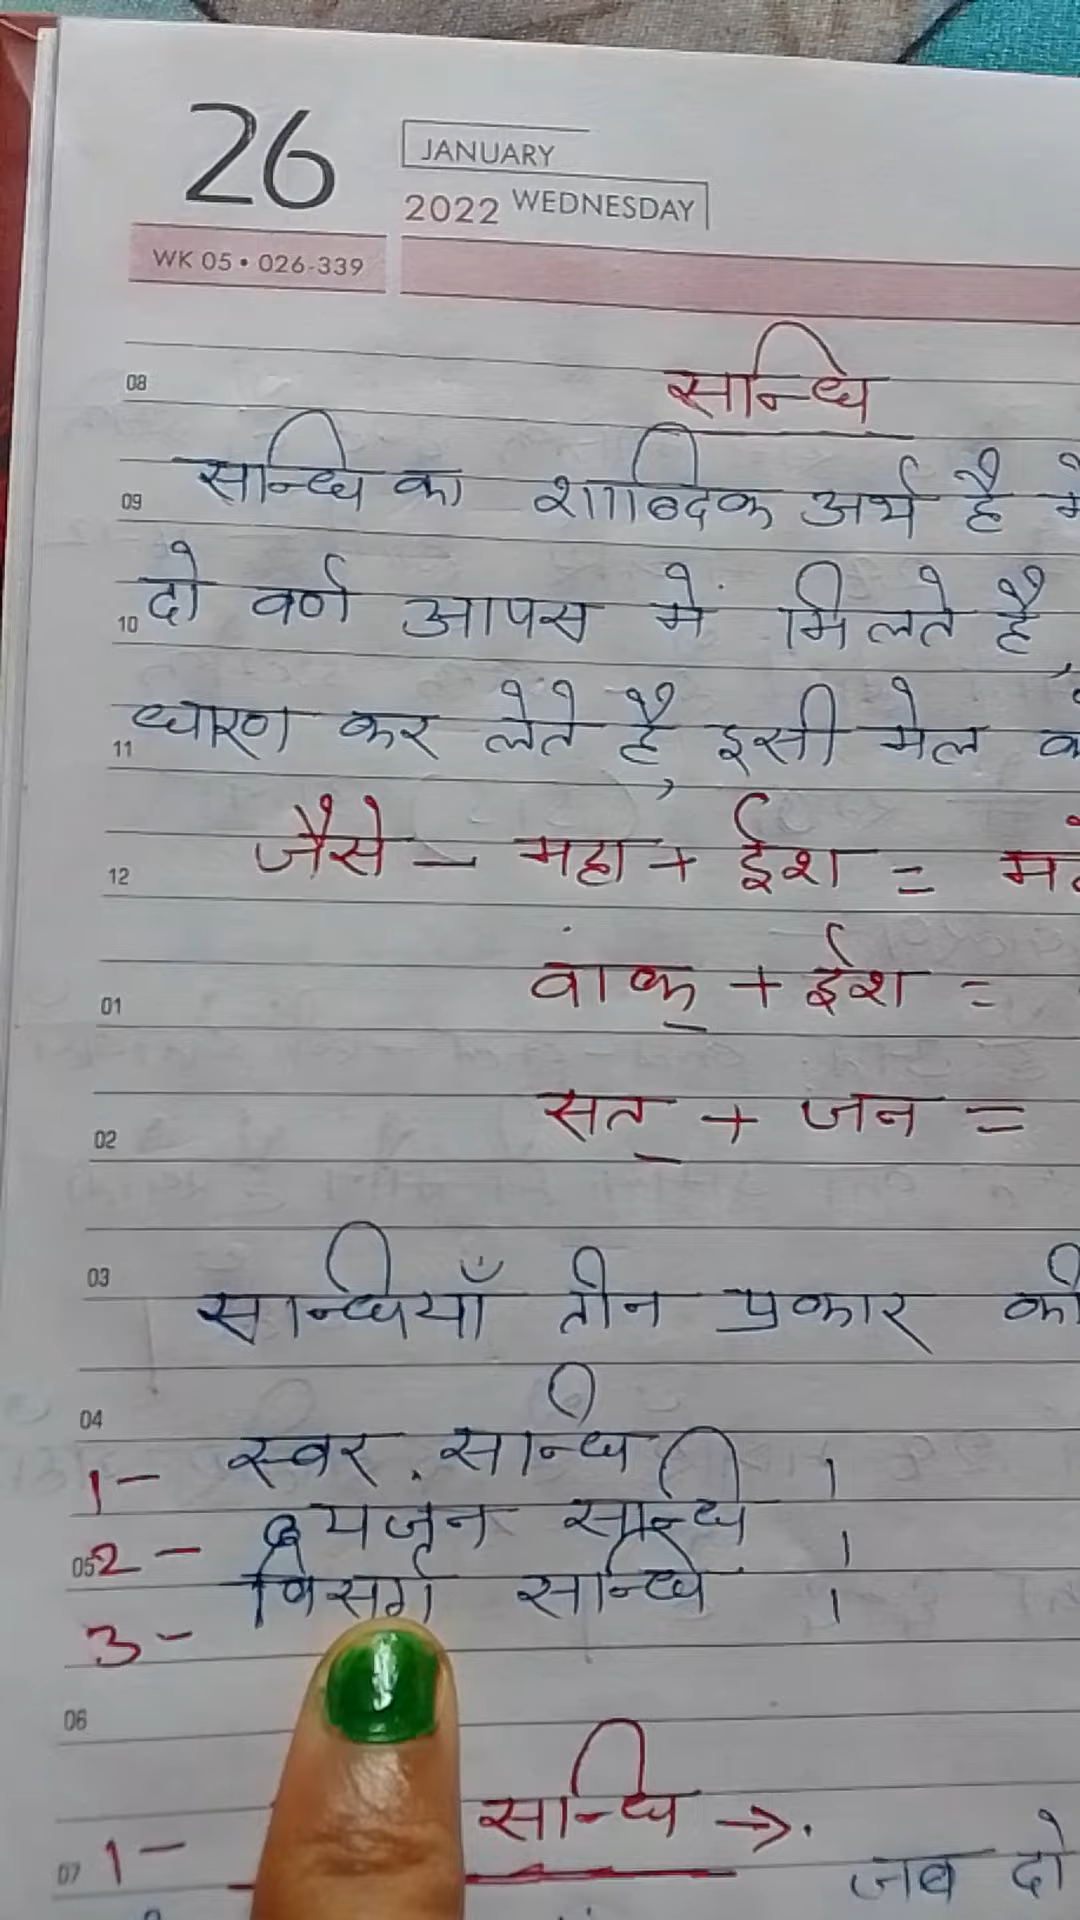 26
JANUARY
2022 WEDNESDAY
WK 05 • 026-339
08
सन्धि
09 सन्धि का शाब्दिक अर्थ है
10 दो वर्ण आपस में मिलते है,
11 धारण कर लेते है, इसी मेल
12 जैसे - महा + ईश =
01 वाक् + ईश =
02 सत् + जन =
03 सन्धियाँ तीन प्रकार की
04
1- स्वर सन्धि ।
05 2- व्यजन सन्धि ।
3- विसर्ग सन्धि ।
06
07 1- सन्धि →.
जब दो